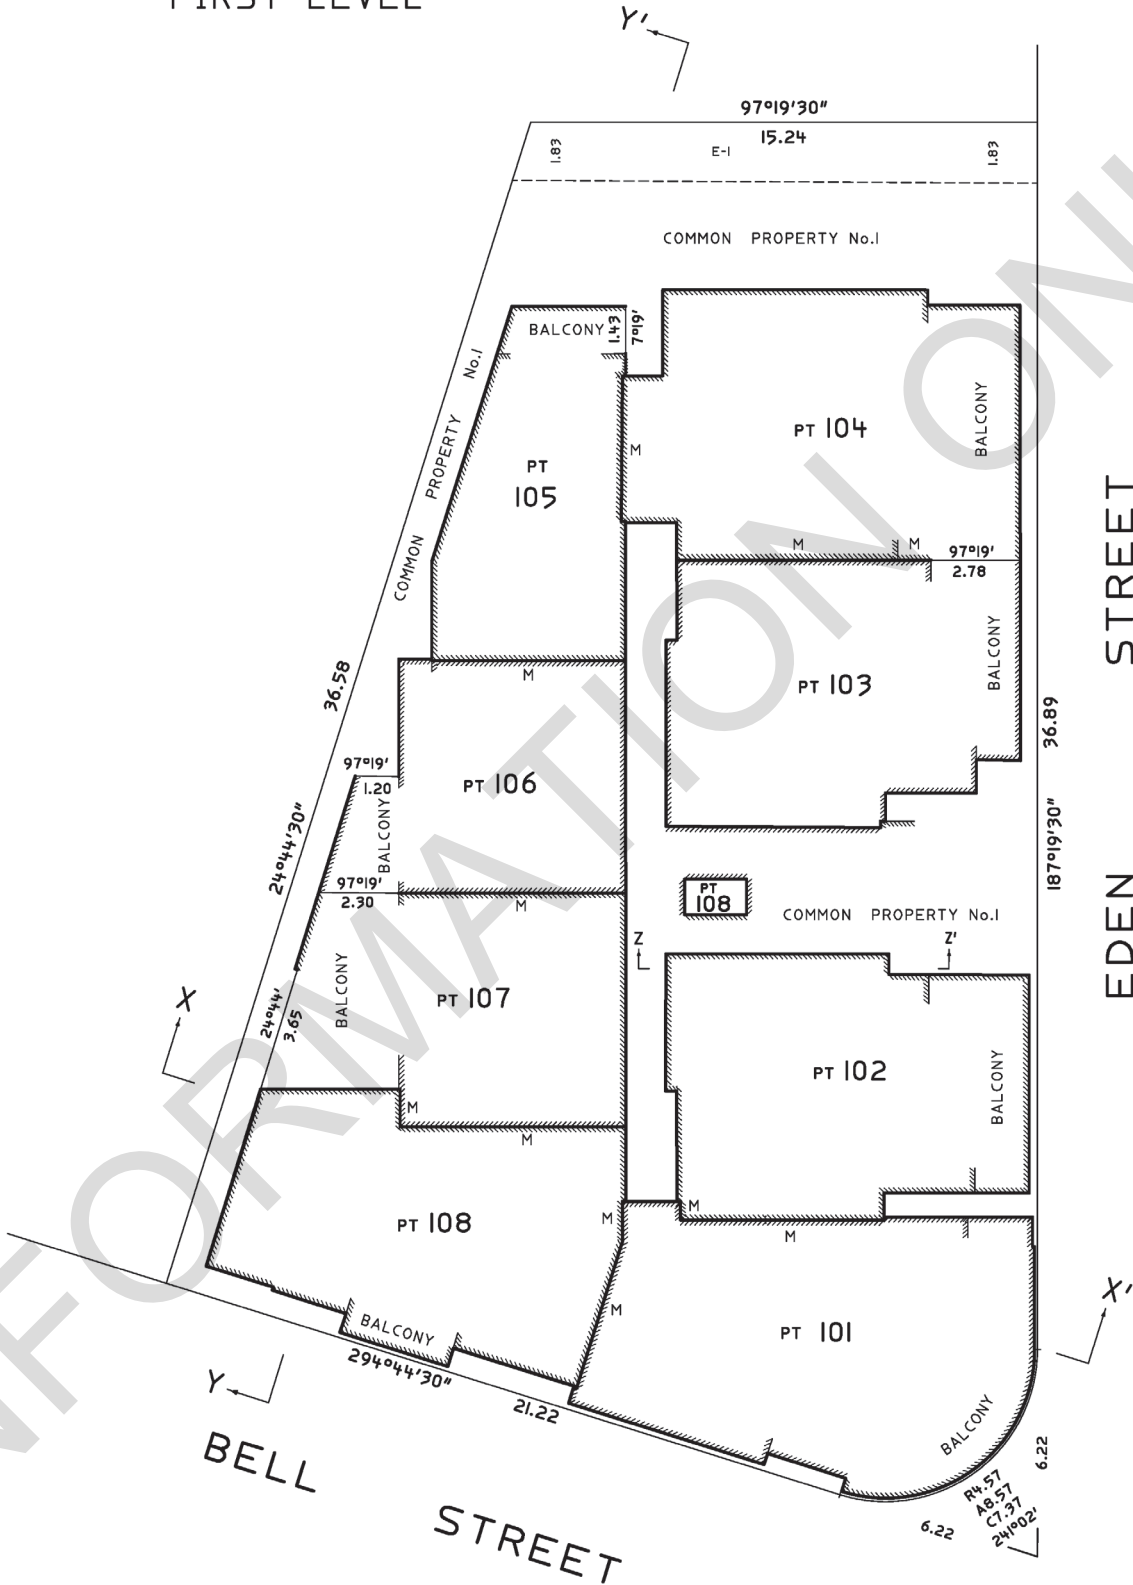 FIRST LEVEL
Y'
97°19'30"
15.24
1.83
E-1
1.83
COMMON PROPERTY No.1
BALCONY
1.43
7°19'
COMMON PROPERTY No.1
PT 104
BALCONY
M
PT
105
M
M
97°19'
2.78
STREET
BALCONY
M
PT 103
36.58
36.89
97°19'
1.20
PT 106
BALCONY
24°44'30"
187°19'30"
97°19'
2.30
M
PT
108
COMMON PROPERTY No.1
EDEN
Z
Z'
BALCONY
PT 107
X
24°44'
3.65
PT 102
BALCONY
M
M
PT 108
M
M
M
X'
M
PT 101
BALCONY
294°44'30"
Y
21.22
BALCONY
6.22
BELL
STREET
R4.57
A8.57
C7.37
241°02'
6.22
INFORMATION ONL